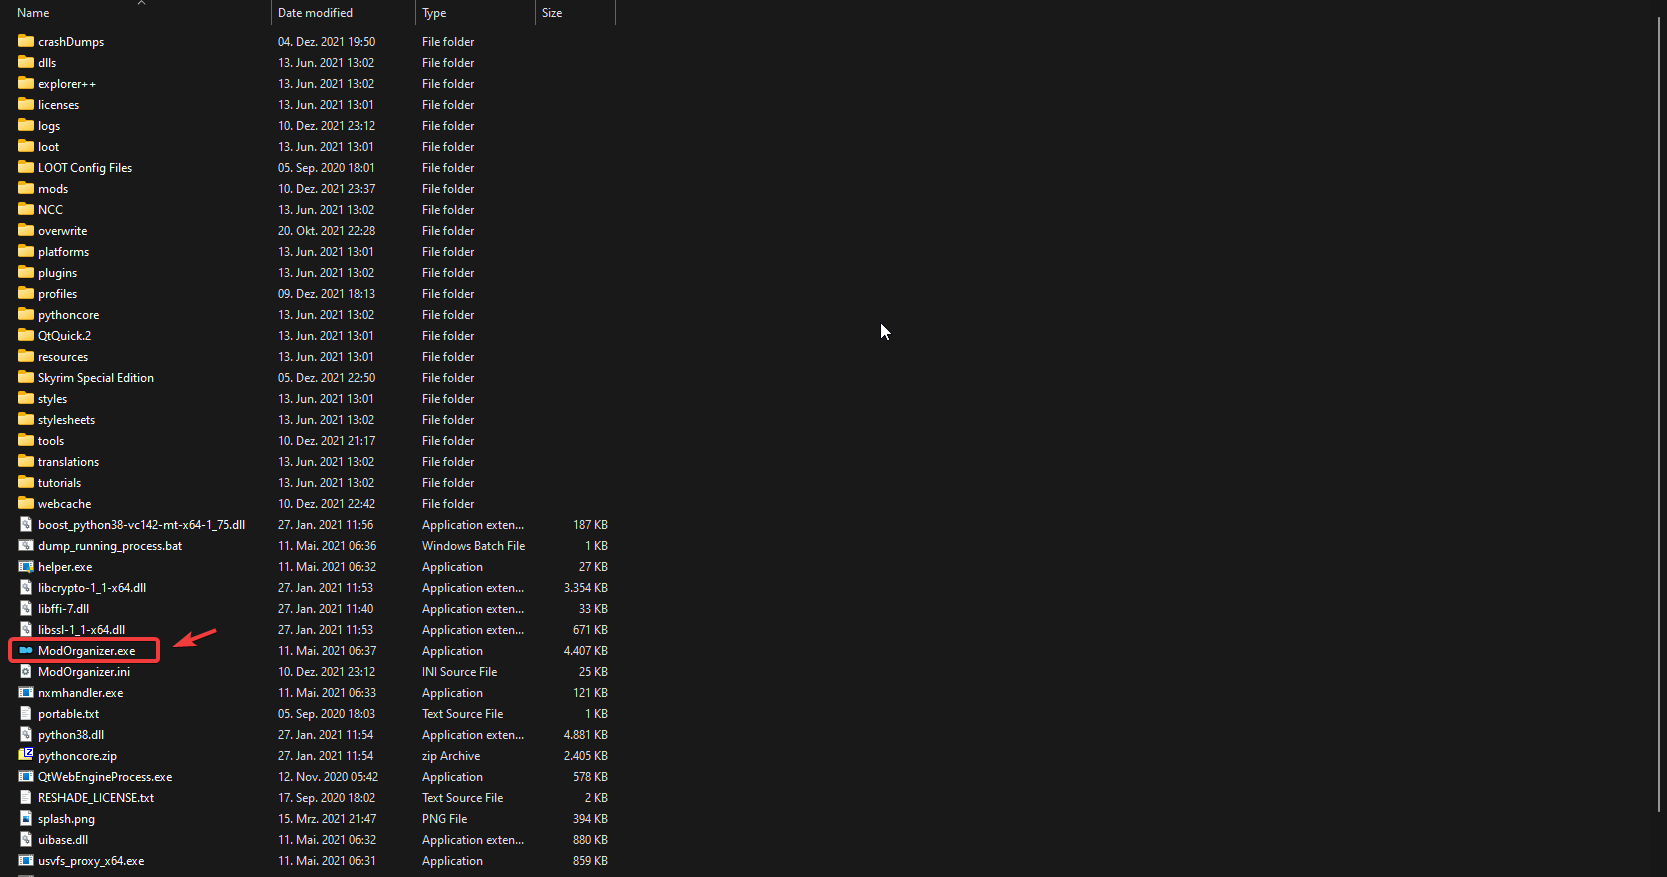 Name Date modified Type Size
crashDumps 04. Dez. 2021 19:50 File folder
dlls 13. Jun. 2021 13:02 File folder
explorer++ 13. Jun. 2021 13:02 File folder
licenses 13. Jun. 2021 13:01 File folder
logs 10. Dez. 2021 23:12 File folder
loot 13. Jun. 2021 13:01 File folder
LOOT Config Files 05. Sep. 2020 18:01 File folder
mods 10. Dez. 2021 23:37 File folder
NCC 13. Jun. 2021 13:02 File folder
overwrite 20. Okt. 2021 22:28 File folder
platforms 13. Jun. 2021 13:01 File folder
plugins 13. Jun. 2021 13:02 File folder
profiles 09. Dez. 2021 18:13 File folder
pythoncore 13. Jun. 2021 13:02 File folder
QtQuick.2 13. Jun. 2021 13:01 File folder
resources 13. Jun. 2021 13:01 File folder
Skyrim Special Edition 05. Dez. 2021 22:50 File folder
styles 13. Jun. 2021 13:01 File folder
stylesheets 13. Jun. 2021 13:02 File folder
tools 10. Dez. 2021 21:17 File folder
translations 13. Jun. 2021 13:02 File folder
tutorials 13. Jun. 2021 13:02 File folder
webcache 10. Dez. 2021 22:42 File folder
boost_python38-vc142-mt-x64-1_75.dll 27. Jan. 2021 11:56 Application exten... 187 KB
dump_running_process.bat 11. Mai. 2021 06:36 Windows Batch File 1 KB
helper.exe 11. Mai. 2021 06:32 Application 27 KB
libcrypto-1_1-x64.dll 27. Jan. 2021 11:53 Application exten... 3.354 KB
libffi-7.dll 27. Jan. 2021 11:40 Application exten... 33 KB
libssl-1_1-x64.dll 27. Jan. 2021 11:53 Application exten... 671 KB
ModOrganizer.exe 11. Mai. 2021 06:37 Application 4.407 KB
ModOrganizer.ini 10. Dez. 2021 23:12 INI Source File 25 KB
nxmhandler.exe 11. Mai. 2021 06:33 Application 121 KB
portable.txt 05. Sep. 2020 18:03 Text Source File 1 KB
python38.dll 27. Jan. 2021 11:54 Application exten... 4.881 KB
pythoncore.zip 27. Jan. 2021 11:54 zip Archive 2.405 KB
QtWebEngineProcess.exe 12. Nov. 2020 05:42 Application 578 KB
RESHADE_LICENSE.txt 17. Sep. 2020 18:02 Text Source File 2 KB
splash.png 15. Mrz. 2021 21:47 PNG File 394 KB
uibase.dll 11. Mai. 2021 06:32 Application exten... 880 KB
usvfs_proxy_x64.exe 11. Mai. 2021 06:31 Application 859 KB